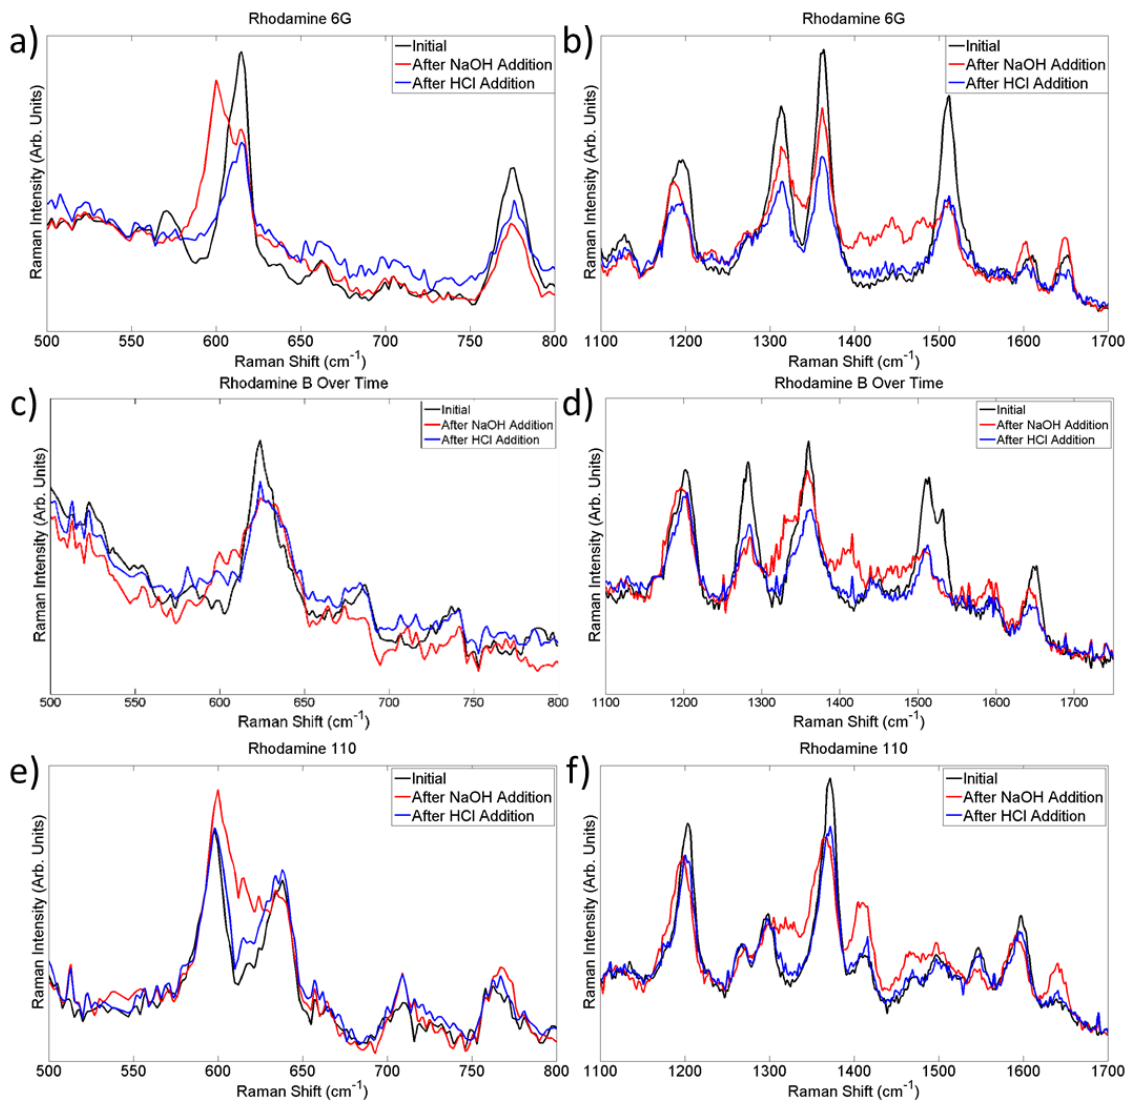 a)
Rhodamine 6G
Initial
After NaOH Addition
After HCl Addition
Raman Intensity (Arb. Units)
500 550 600 650 700 750 800
Raman Shift (cm-1)
b)
Rhodamine 6G
Initial
After NaOH Addition
After HCl Addition
Raman Intensity (Arb. Units)
1100 1200 1300 1400 1500 1600 1700
Raman Shift (cm-1)
c)
Rhodamine B Over Time
Initial
After NaOH Addition
After HCl Addition
Raman Intensity (Arb. Units)
500 550 600 650 700 750 800
Raman Shift (cm-1)
d)
Rhodamine B Over Time
Initial
After NaOH Addition
After HCl Addition
Raman Intensity (Arb. Units)
1100 1200 1300 1400 1500 1600 1700
Raman Shift (cm-1)
e)
Rhodamine 110
Initial
After NaOH Addition
After HCl Addition
Raman Intensity (Arb. Units)
500 550 600 650 700 750 800
Raman Shift (cm-1)
f)
Rhodamine 110
Initial
After NaOH Addition
After HCl Addition
Raman Intensity (Arb. Units)
1100 1200 1300 1400 1500 1600 1700
Raman Shift (cm-1)